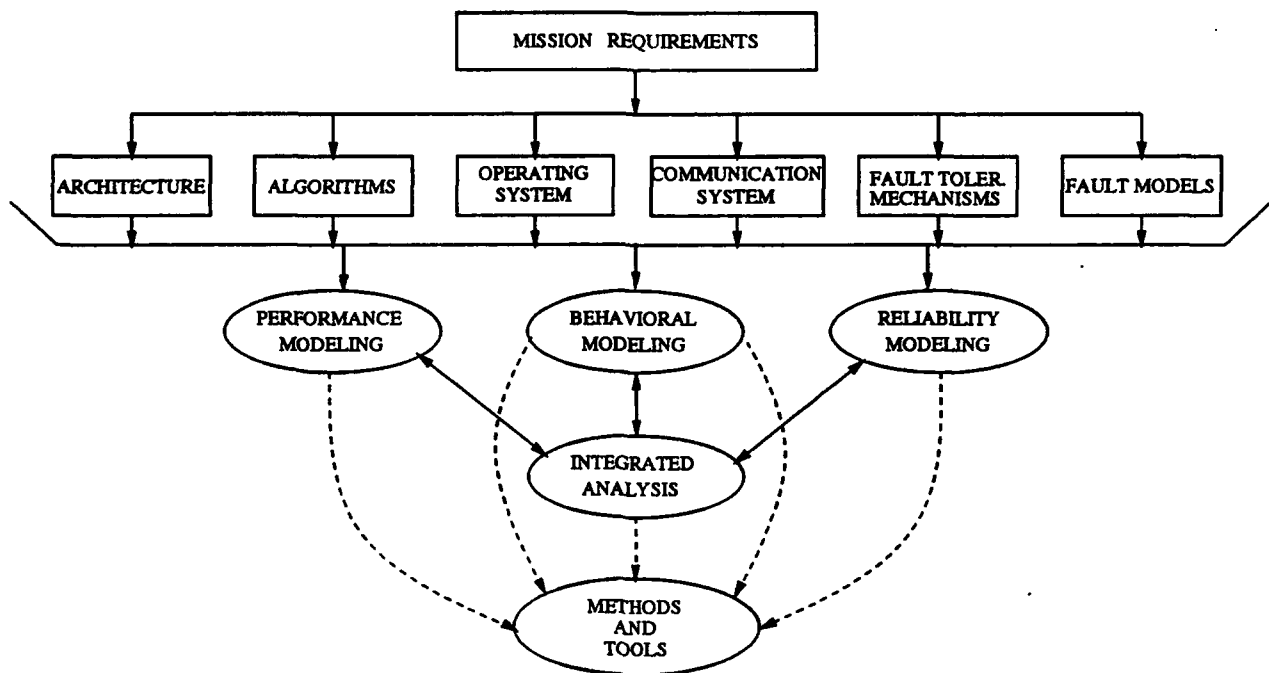 MISSION REQUIREMENTS
ARCHITECTURE
ALGORITHMS
OPERATING
SYSTEM
COMMUNICATION
SYSTEM
FAULT TOLER.
MECHANISMS
FAULT MODELS
PERFORMANCE
MODELING
BEHAVIORAL
MODELING
RELIABILITY
MODELING
INTEGRATED
ANALYSIS
METHODS
AND
TOOLS